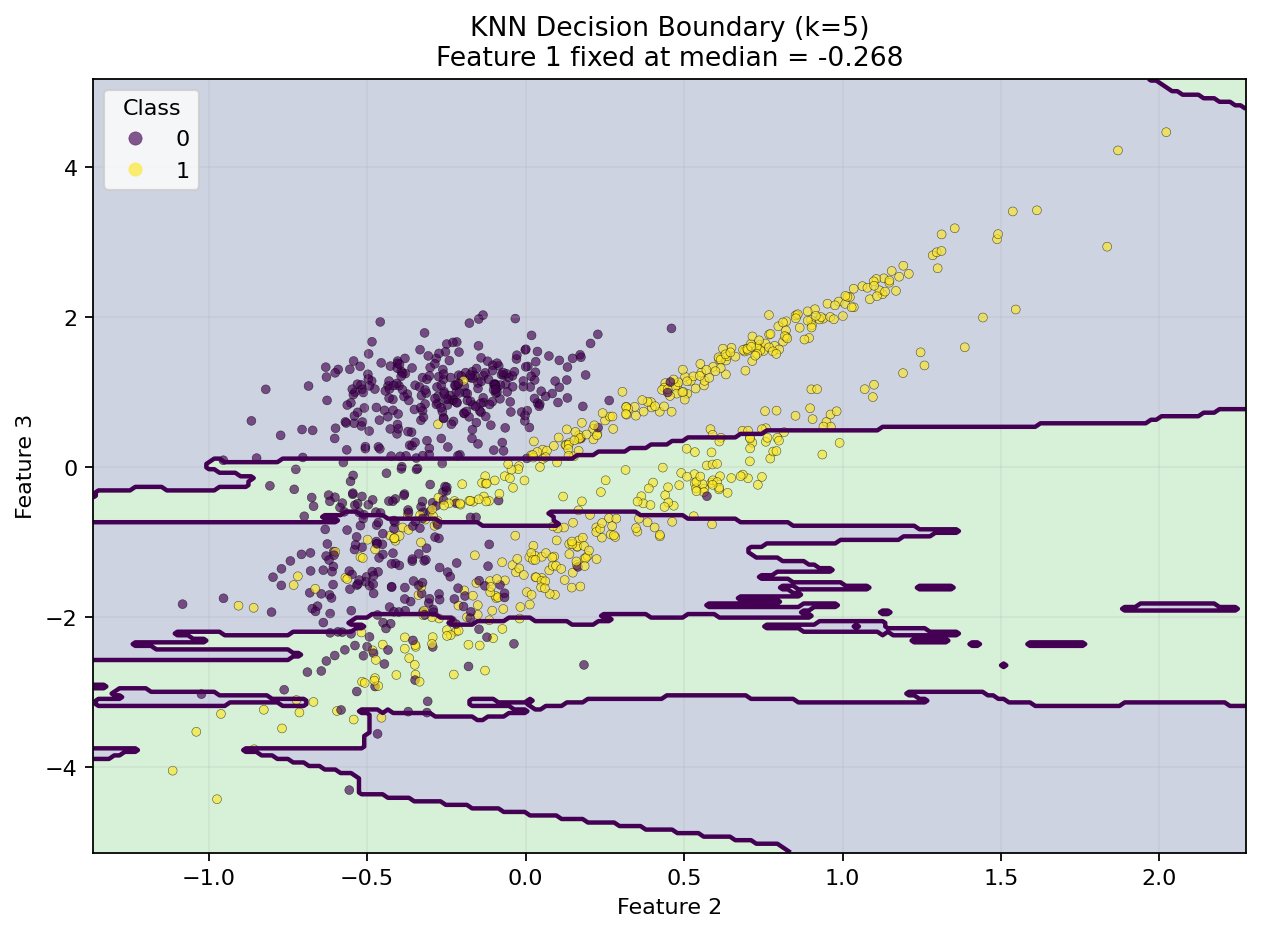 KNN Decision Boundary (k=5)
Feature 1 fixed at median = -0.268
Class
0
1
4
2
0
−2
−4
Feature 3
−1.0
−0.5
0.0
0.5
1.0
1.5
2.0
Feature 2